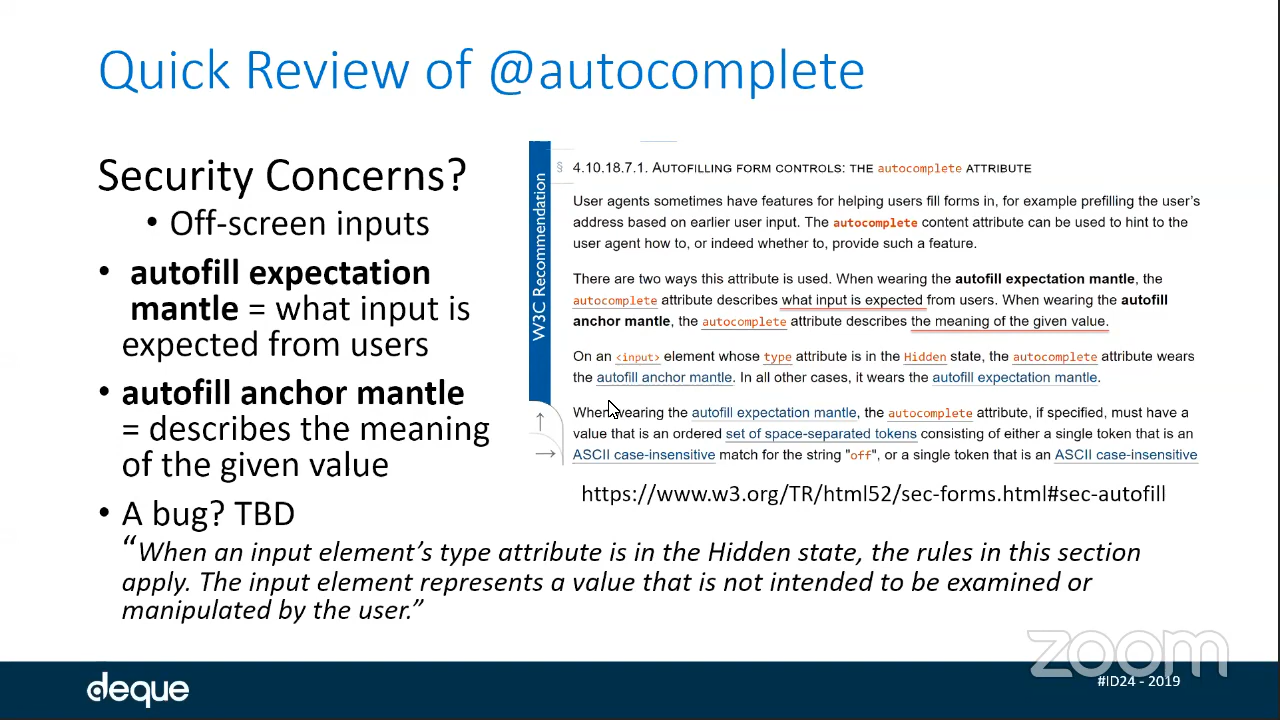 Quick Review of @autocomplete
Security Concerns?
• Off-screen inputs
• autofill expectation
mantle = what input is
expected from users
• autofill anchor mantle
= describes the meaning
of the given value
• A bug? TBD
“When an input element’s type attribute is in the Hidden state, the rules in this section
apply. The input element represents a value that is not intended to be examined or
manipulated by the user.”
W3C Recommendation
§ 4.10.18.7.1. AUTOFILLING FORM CONTROLS: THE autocomplete ATTRIBUTE
User agents sometimes have features for helping users fill forms in, for example prefilling the user’s
address based on earlier user input. The autocomplete content attribute can be used to hint to the
user agent how to, or indeed whether to, provide such a feature.
There are two ways this attribute is used. When wearing the autofill expectation mantle, the
autocomplete attribute describes what input is expected from users. When wearing the autofill
anchor mantle, the autocomplete attribute describes the meaning of the given value.
On an <input> element whose type attribute is in the Hidden state, the autocomplete attribute wears
the autofill anchor mantle. In all other cases, it wears the autofill expectation mantle.
When wearing the autofill expectation mantle, the autocomplete attribute, if specified, must have a
value that is an ordered set of space-separated tokens consisting of either a single token that is an
ASCII case-insensitive match for the string "off", or a single token that is an ASCII case-insensitive
https://www.w3.org/TR/html52/sec-forms.html#sec-autofill
zoom
deque
#ID24 - 2019